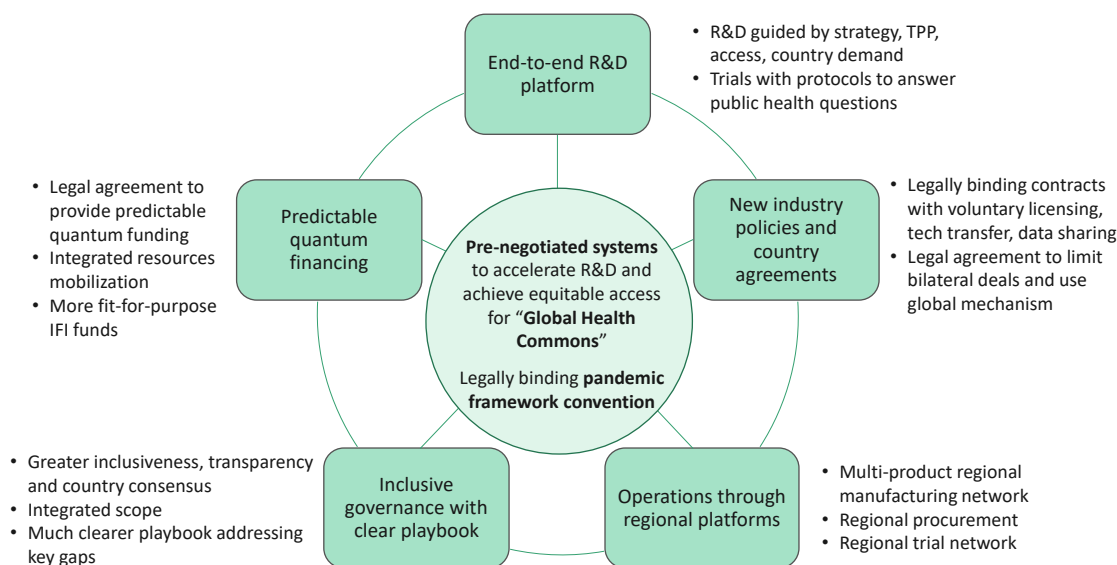 End-to-end R&D
platform
• R&D guided by strategy, TPP,
access, country demand
• Trials with protocols to answer
public health questions
• Legal agreement to
provide predictable
quantum funding
• Integrated resources
mobilization
• More fit-for-purpose
IFI funds
Predictable
quantum
financing
Pre-negotiated systems
to accelerate R&D and
achieve equitable access
for “Global Health
Commons”
Legally binding pandemic
framework convention
New industry
policies and
country
agreements
• Legally binding contracts
with voluntary licensing,
tech transfer, data sharing
• Legal agreement to limit
bilateral deals and use
global mechanism
• Greater inclusiveness, transparency
and country consensus
• Integrated scope
• Much clearer playbook addressing
key gaps
Inclusive
governance with
clear playbook
Operations through
regional platforms
• Multi-product regional
manufacturing network
• Regional procurement
• Regional trial network